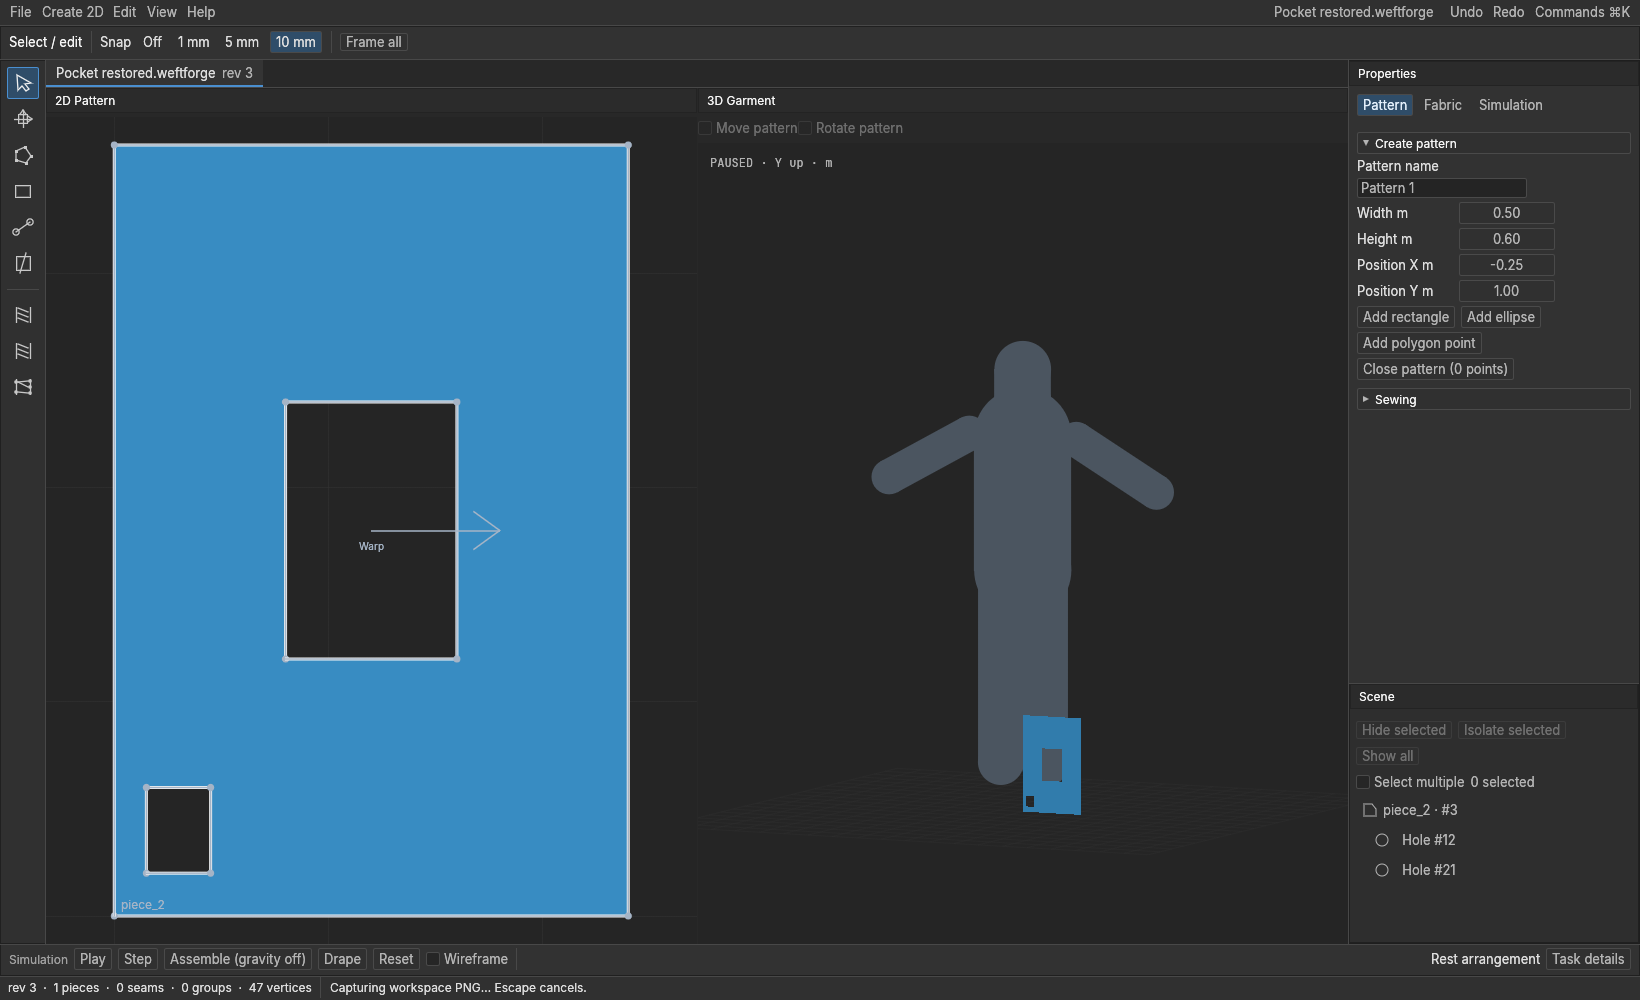 File Create 2D Edit View Help Pocket restored.weftforge Undo Redo Commands ⌘K
Select / edit Snap Off 1 mm 5 mm 10 mm Frame all
Pocket restored.weftforge rev 3
2D Pattern
3D Garment
Move pattern Rotate pattern
PAUSED · Y up · m
Warp
piece_2
Properties
Pattern Fabric Simulation
Create pattern
Pattern name
Pattern 1
Width m 0.50
Height m 0.60
Position X m -0.25
Position Y m 1.00
Add rectangle Add ellipse
Add polygon point
Close pattern (0 points)
Sewing
Scene
Hide selected Isolate selected
Show all
Select multiple 0 selected
piece_2 · #3
Hole #12
Hole #21
Simulation Play Step Assemble (gravity off) Drape Reset Wireframe Rest arrangement Task details
rev 3 · 1 pieces · 0 seams · 0 groups · 47 vertices Capturing workspace PNG... Escape cancels.